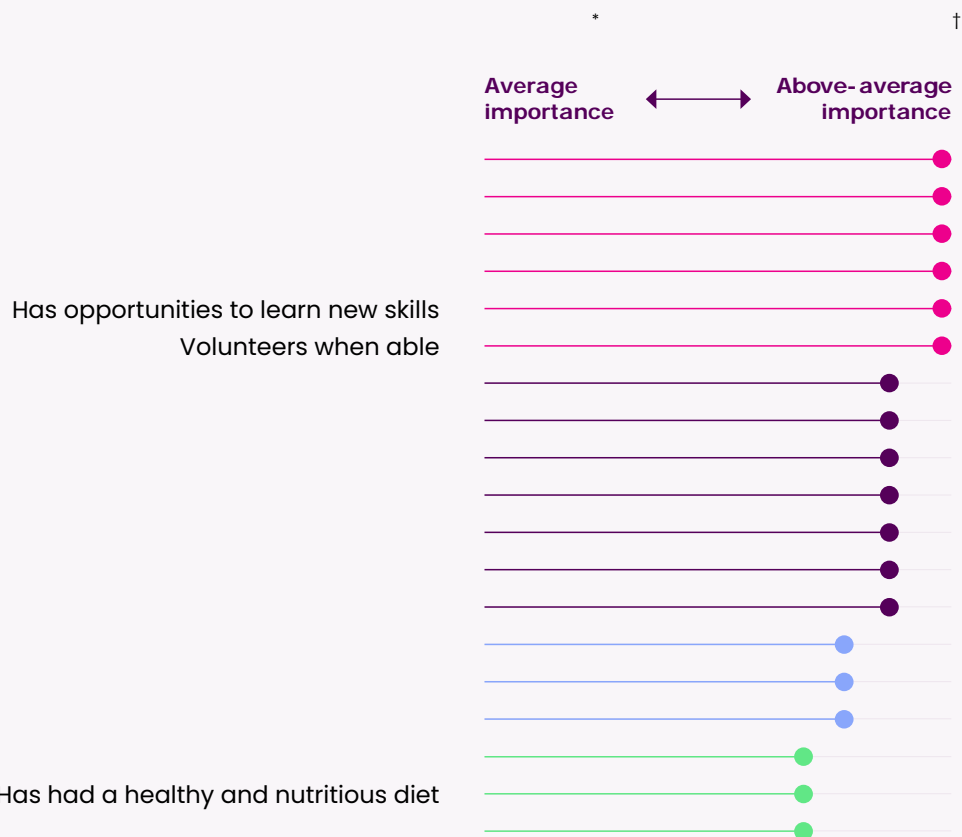 * †
Average Above-average
importance importance
Has opportunities to learn new skills
Volunteers when able
Has had a healthy and nutritious diet